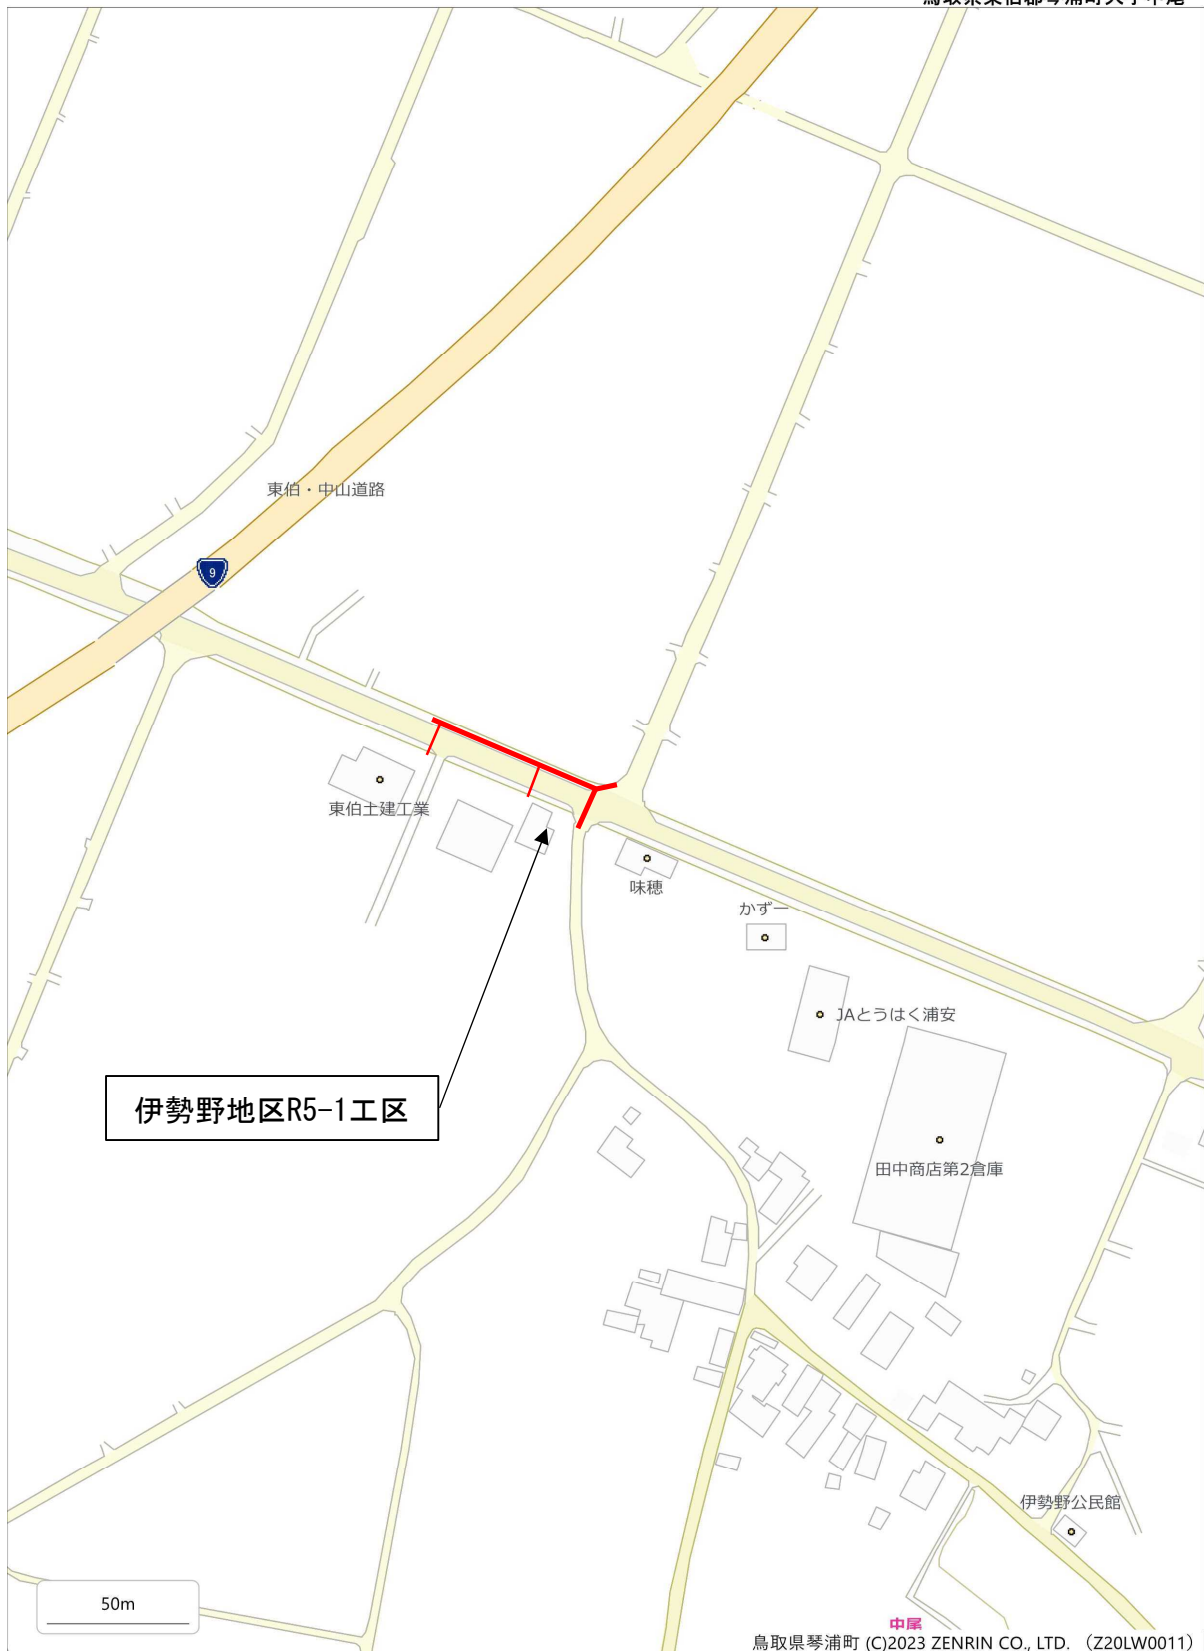 東伯・中山道路
9
東伯土建工業
味穂
かずー
JAとうはく浦安
伊勢野地区R5-1工区
田中商店第2倉庫
伊勢野公民館
50m
中尾
鳥取県琴浦町 (C)2023 ZENRIN CO., LTD. (Z20LW0011)